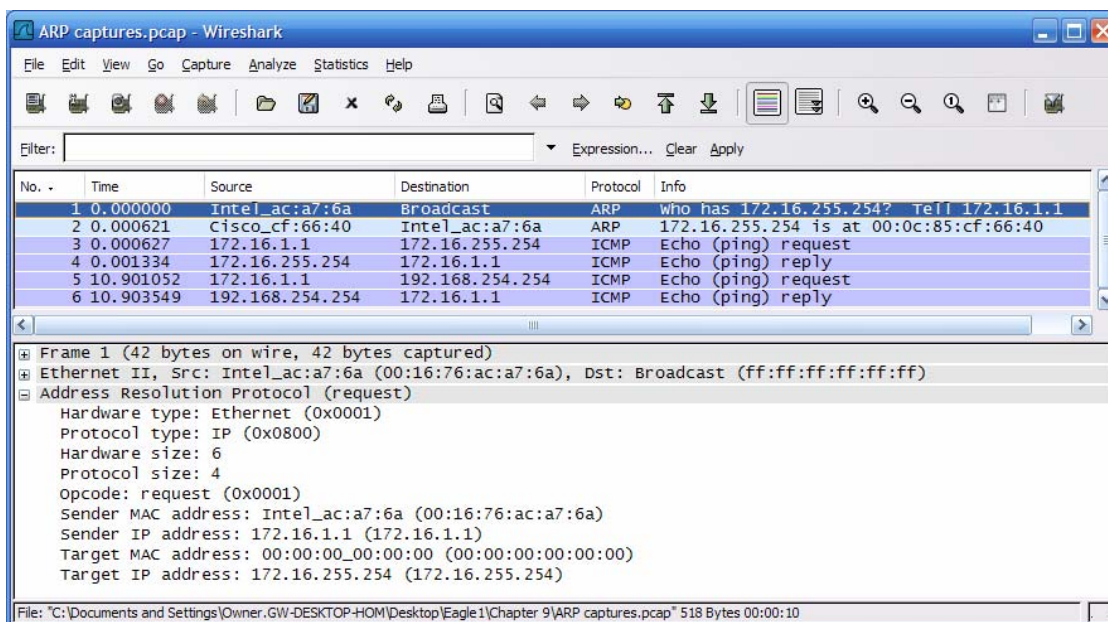 ARP captures.pcap - Wireshark
File Edit View Go Capture Analyze Statistics Help
Filter: Expression... Clear Apply
No. . Time Source Destination Protocol Info
1 0.000000 Intel_ac:a7:6a Broadcast ARP Who has 172.16.255.254? Tell 172.16.1.1
2 0.000621 Cisco_cf:66:40 Intel_ac:a7:6a ARP 172.16.255.254 is at 00:0c:85:cf:66:40
3 0.000627 172.16.1.1 172.16.255.254 ICMP Echo (ping) request
4 0.001334 172.16.255.254 172.16.1.1 ICMP Echo (ping) reply
5 10.901052 172.16.1.1 192.168.254.254 ICMP Echo (ping) request
6 10.903549 192.168.254.254 172.16.1.1 ICMP Echo (ping) reply
Frame 1 (42 bytes on wire, 42 bytes captured)
Ethernet II, Src: Intel_ac:a7:6a (00:16:76:ac:a7:6a), Dst: Broadcast (ff:ff:ff:ff:ff:ff)
Address Resolution Protocol (request)
Hardware type: Ethernet (0x0001)
Protocol type: IP (0x0800)
Hardware size: 6
Protocol size: 4
Opcode: request (0x0001)
Sender MAC address: Intel_ac:a7:6a (00:16:76:ac:a7:6a)
Sender IP address: 172.16.1.1 (172.16.1.1)
Target MAC address: 00:00:00_00:00:00 (00:00:00:00:00:00)
Target IP address: 172.16.255.254 (172.16.255.254)
File: "C:\Documents and Settings\Owner.GW-DESKTOP-HOM\Desktop\Eagle1\Chapter 9\ARP captures.pcap" 518 Bytes 00:00:10